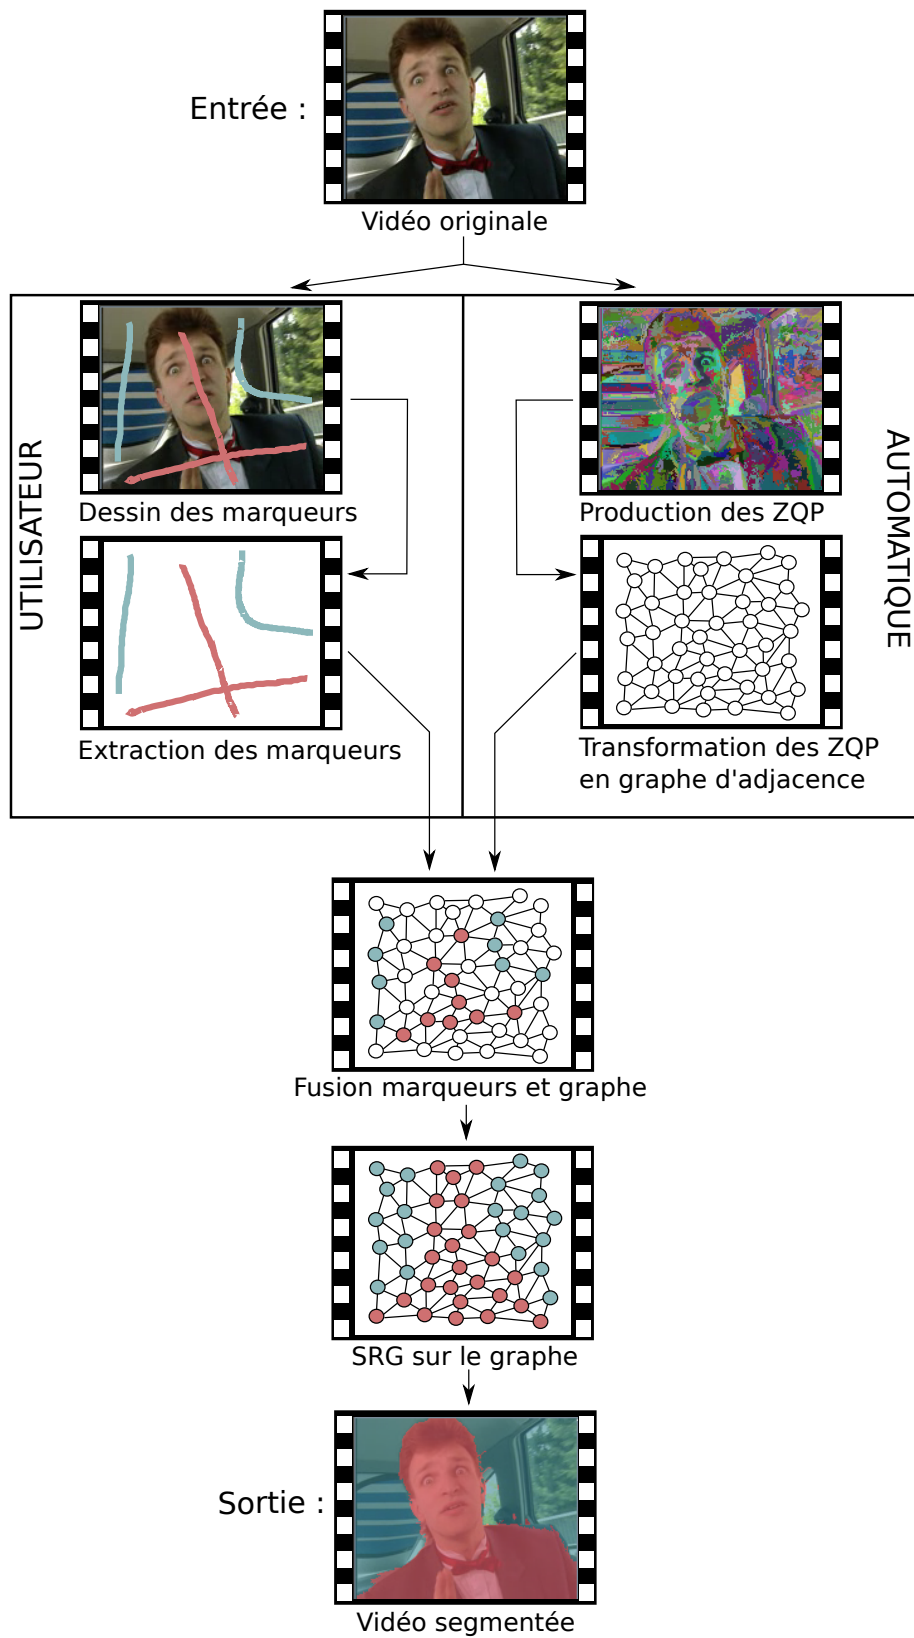 Entrée :
Vidéo originale
UTILISATEUR
Dessin des marqueurs
Extraction des marqueurs
AUTOMATIQUE
Production des ZQP
Transformation des ZQP
en graphe d'adjacence
Fusion marqueurs et graphe
SRG sur le graphe
Sortie :
Vidéo segmentée